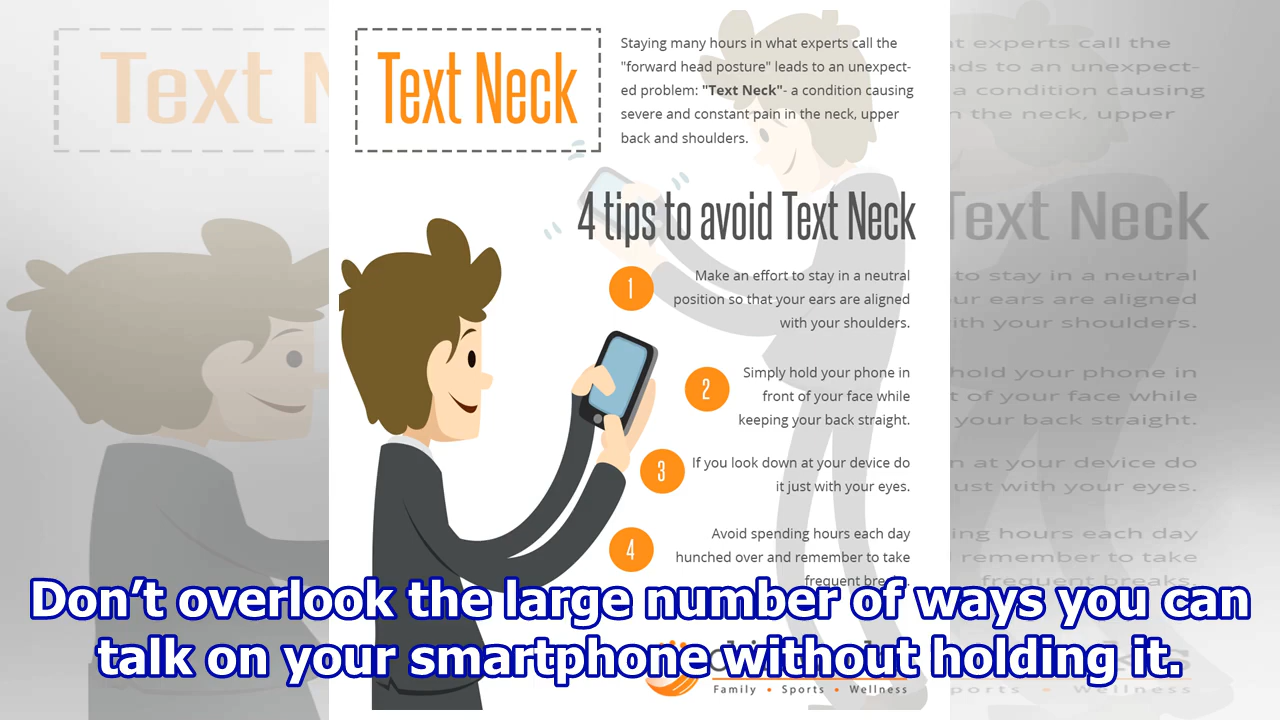 Text Neck
Staying many hours in what experts call the
"forward head posture" leads to an unexpect-
ed problem: "Text Neck"- a condition causing
severe and constant pain in the neck, upper
back and shoulders.
4 tips to avoid Text Neck
1
Make an effort to stay in a neutral
position so that your ears are aligned
with your shoulders.
2
Simply hold your phone in
front of your face while
keeping your back straight.
3
If you look down at your device do
it just with your eyes.
4
Avoid spending hours each day
hunched over and remember to take
frequent breaks.
Don’t overlook the large number of ways you can
talk on your smartphone without holding it.
Family • Sports • Wellness